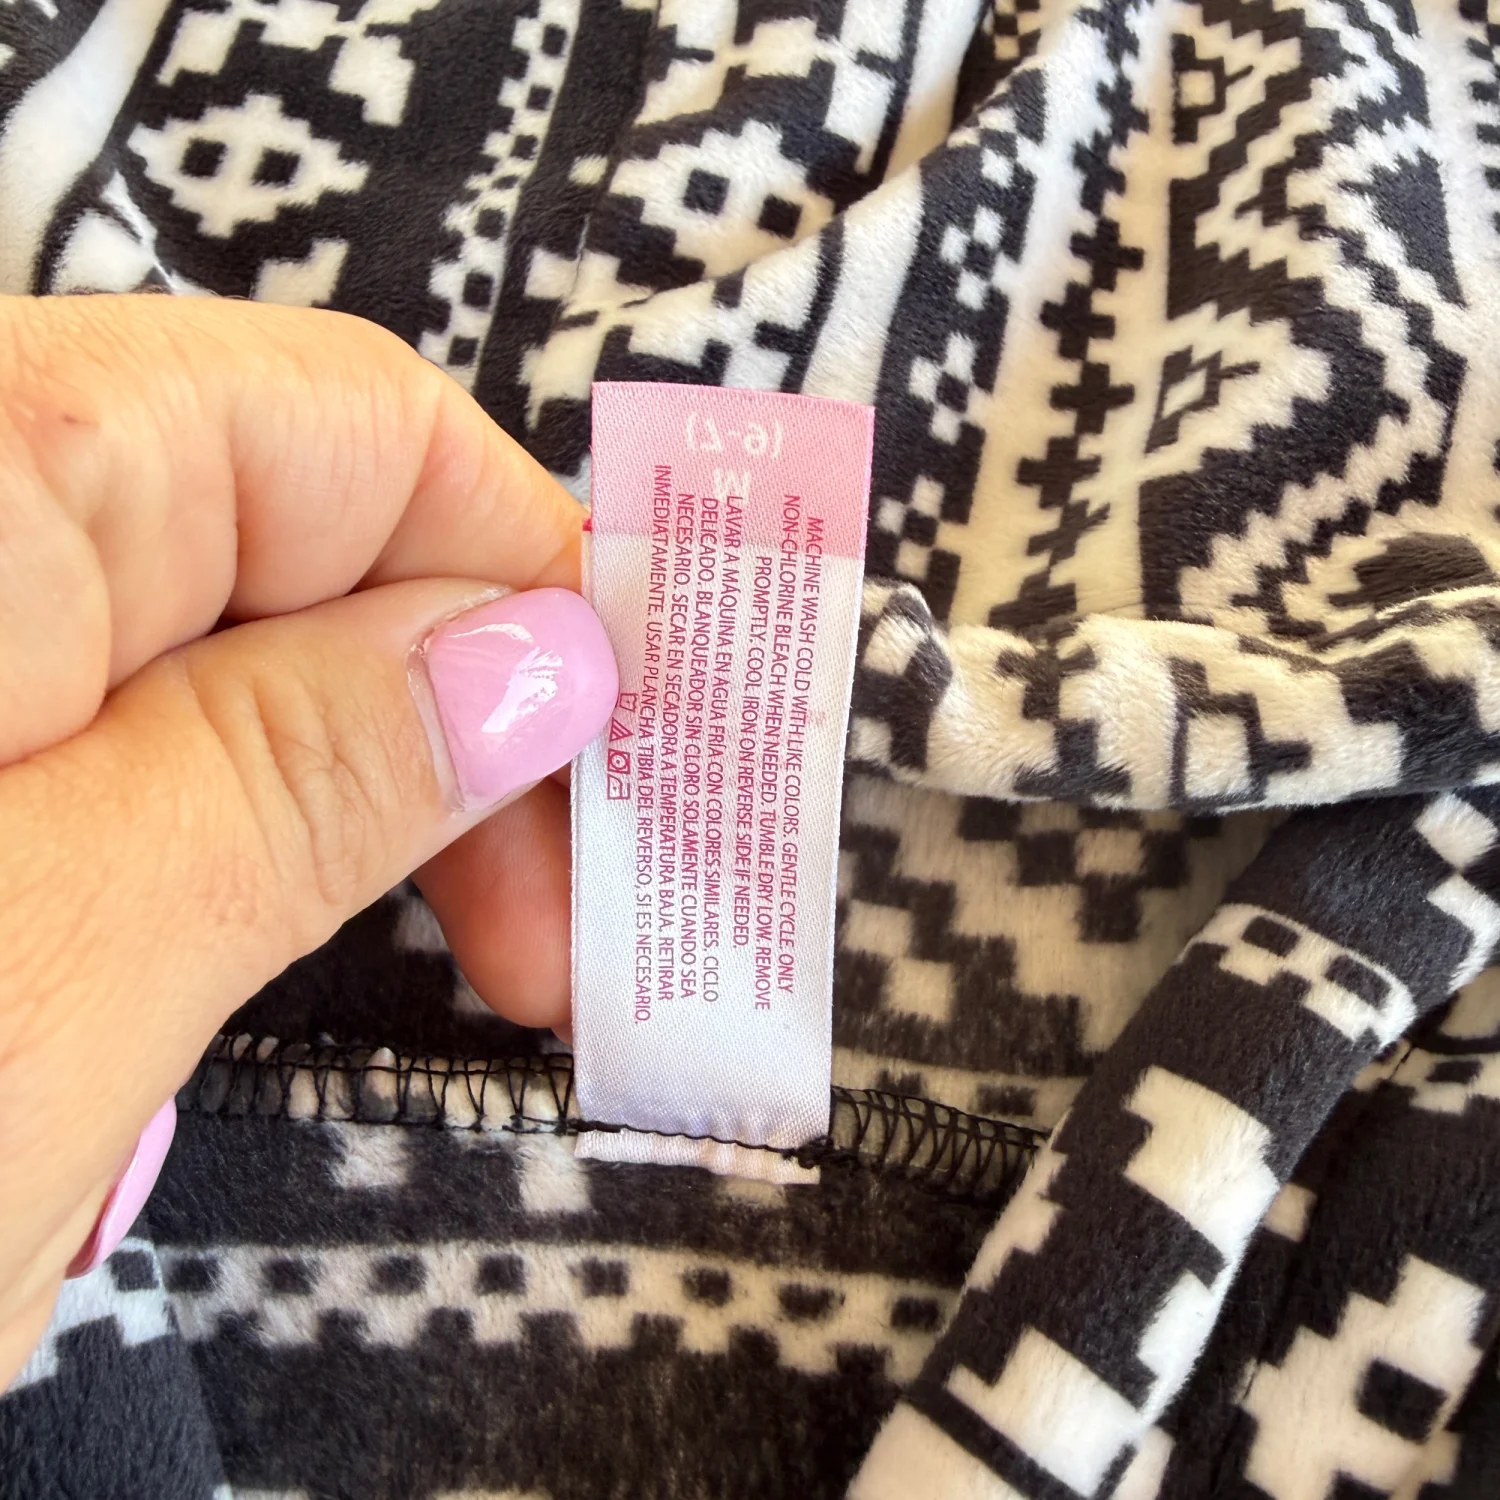 MACHINE WASH COLD WITH LIKE COLORS. GENTLE CYCLE. ONLY
NON-CHLORINE BLEACH WHEN NEEDED. TUMBLE DRY LOW. REMOVE
PROMPTLY. COOL IRON ON REVERSE SIDE IF NEEDED.
LAVAR A MÁQUINA EN AGUA FRÍA CON COLORES SIMILARES. CICLO
DELICADO. BLANQUEADOR SIN CLORO SOLAMENTE CUANDO SEA
NECESARIO. SECAR EN SECADORA A TEMPERATURA BAJA. RETIRAR
INMEDIATAMENTE. USAR PLANCHA TIBIA DEL REVERSO, SI ES NECESARIO.
M